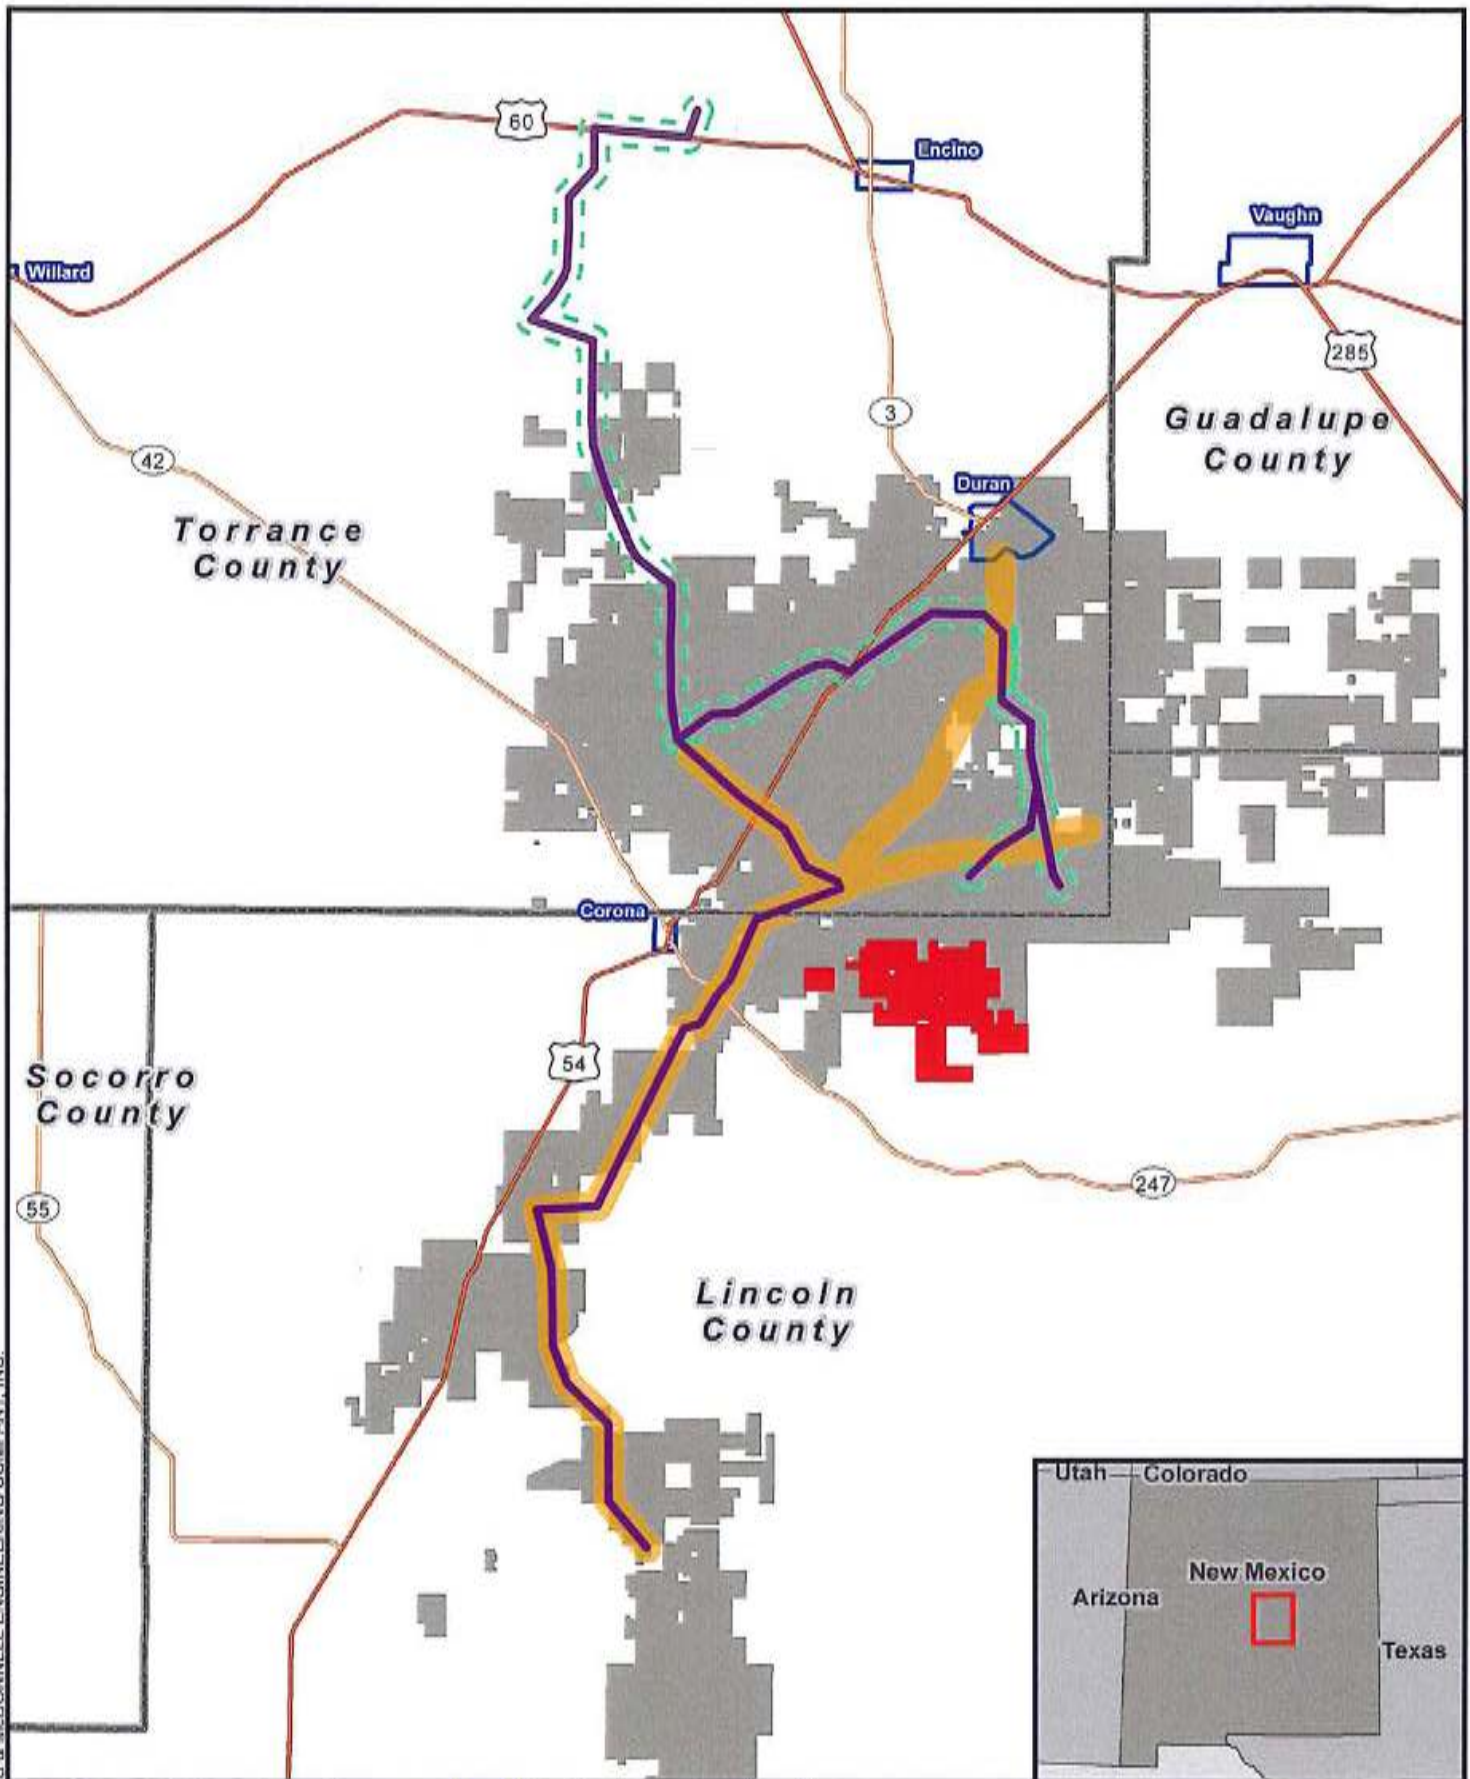 60
Encino
Vaughn
Willard
285
3
Guadalupe
County
42
Duran
Torrance
County
Corona
54
Socorro
County
55
247
Lincoln
County
Utah
Colorado
New Mexico
Arizona
Texas